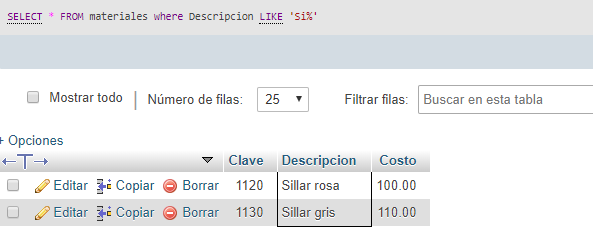 SELECT * FROM materiales where Descripcion LIKE 'Si%'
Mostrar todo | Número de filas: 25 Filtrar filas: Buscar en esta tabla
+ Opciones
←T→ Clave Descripcion Costo
Editar Copiar Borrar 1120 Sillar rosa 100.00
Editar Copiar Borrar 1130 Sillar gris 110.00